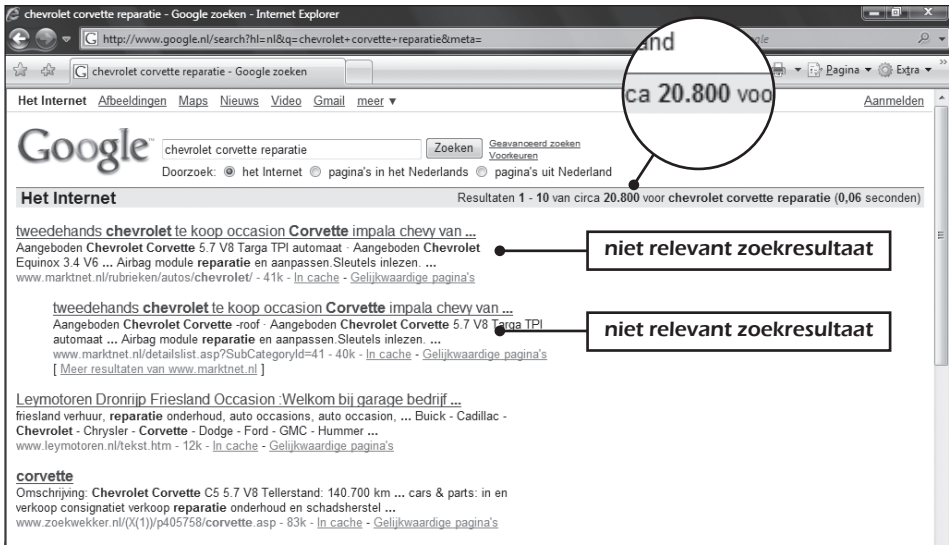 chevrolet corvette reparatie - Google zoeken - Internet Explorer
http://www.google.nl/search?hl=nl&q=chevrolet+corvette+reparatie&meta=
chevrolet corvette reparatie - Google zoeken
Pagina Extra
and
ca 20.800 voo
Het Internet Afbeeldingen Maps Nieuws Video Gmail meer ▼ Aanmelden
Google™ chevrolet corvette reparatie Zoeken Geavanceerd zoeken
Voorkeuren
Doorzoek: het Internet pagina's in het Nederlands pagina's uit Nederland
Het Internet Resultaten 1 - 10 van circa 20.800 voor chevrolet corvette reparatie (0,06 seconden)
tweedehands chevrolet te koop occasion Corvette impala chevy van ...
Aangeboden Chevrolet Corvette 5.7 V8 Targa TPI automaat · Aangeboden Chevrolet
Equinox 3.4 V6 ... Airbag module reparatie en aanpassen.Sleutels inlezen. ...
www.marktnet.nl/rubrieken/autos/chevrolet/ - 41k - In cache - Gelijkwaardige pagina's
niet relevant zoekresultaat
tweedehands chevrolet te koop occasion Corvette impala chevy van ...
Aangeboden Chevrolet Corvette -roof · Aangeboden Chevrolet Corvette 5.7 V8 Targa TPI
automaat ... Airbag module reparatie en aanpassen.Sleutels inlezen. ...
www.marktnet.nl/detailslist.asp?SubCategoryId=41 - 40k - In cache - Gelijkwaardige pagina's
[ Meer resultaten van www.marktnet.nl ]
niet relevant zoekresultaat
Leymotoren Dronrijp Friesland Occasion :Welkom bij garage bedrijf ...
friesland verhuur, reparatie onderhoud, auto occasions, auto occasion, ... Buick - Cadillac -
Chevrolet - Chrysler - Corvette - Dodge - Ford - GMC - Hummer ...
www.leymotoren.nl/tekst.htm - 12k - In cache - Gelijkwaardige pagina's
corvette
Omschrijving: Chevrolet Corvette C5 5.7 V8 Tellerstand: 140.700 km ... cars & parts: in en
verkoop consignatiet verkoop reparatie onderhoud en schadsherstel ...
www.zoekwekker.nl/(X(1))/p405758/corvette.asp - 83k - In cache - Gelijkwaardige pagina's